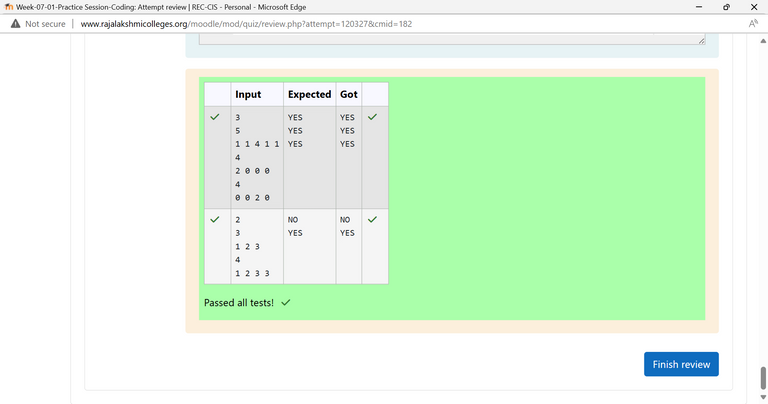 Week-07-01-Practice Session-Coding: Attempt review | REC-CIS - Personal - Microsoft Edge
Not secure | www.rajalakshmicolleges.org/moodle/mod/quiz/review.php?attempt=120327&cmid=182
Input Expected Got
3 YES YES
5 YES YES
1 1 4 1 1 YES YES
4
2 0 0 0
4
0 0 2 0
2 NO NO
3 YES YES
1 2 3
4
1 2 3 3
Passed all tests!
Finish review